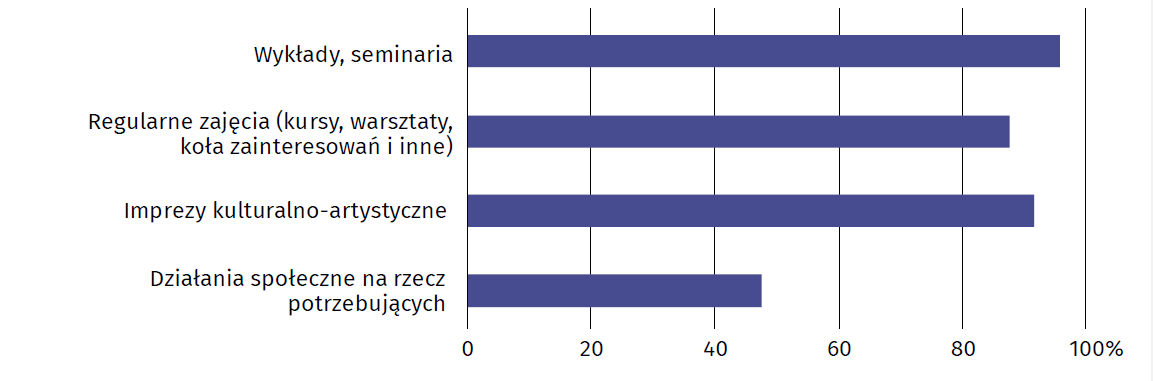 Wykłady, seminaria
Regularne zajęcia (kursy, warsztaty,
koła zainteresowań i inne)
Imprezy kulturalno-artystyczne
Działania społeczne na rzecz
potrzebujących
0 20 40 60 80 100%